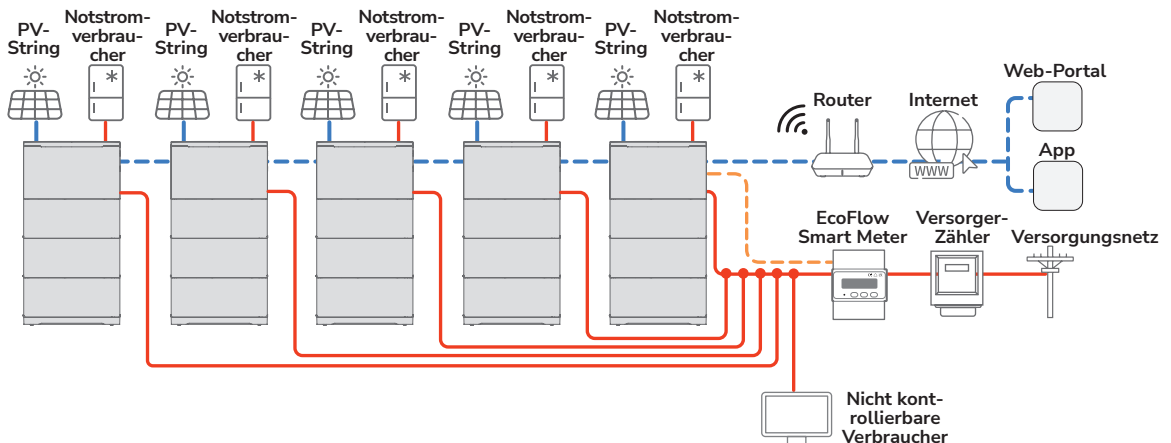 PV-
String
Notstrom-
verbrau-
cher
PV-
String
Notstrom-
verbrau-
cher
PV-
String
Notstrom-
verbrau-
cher
PV-
String
Notstrom-
verbrau-
cher
PV-
String
Notstrom-
verbrau-
cher
Router
Internet
WWW
Web-Portal
App
EcoFlow
Smart Meter
Versorger-
Zähler
Versorgungsnetz
Nicht kont-
rollierbare
Verbraucher